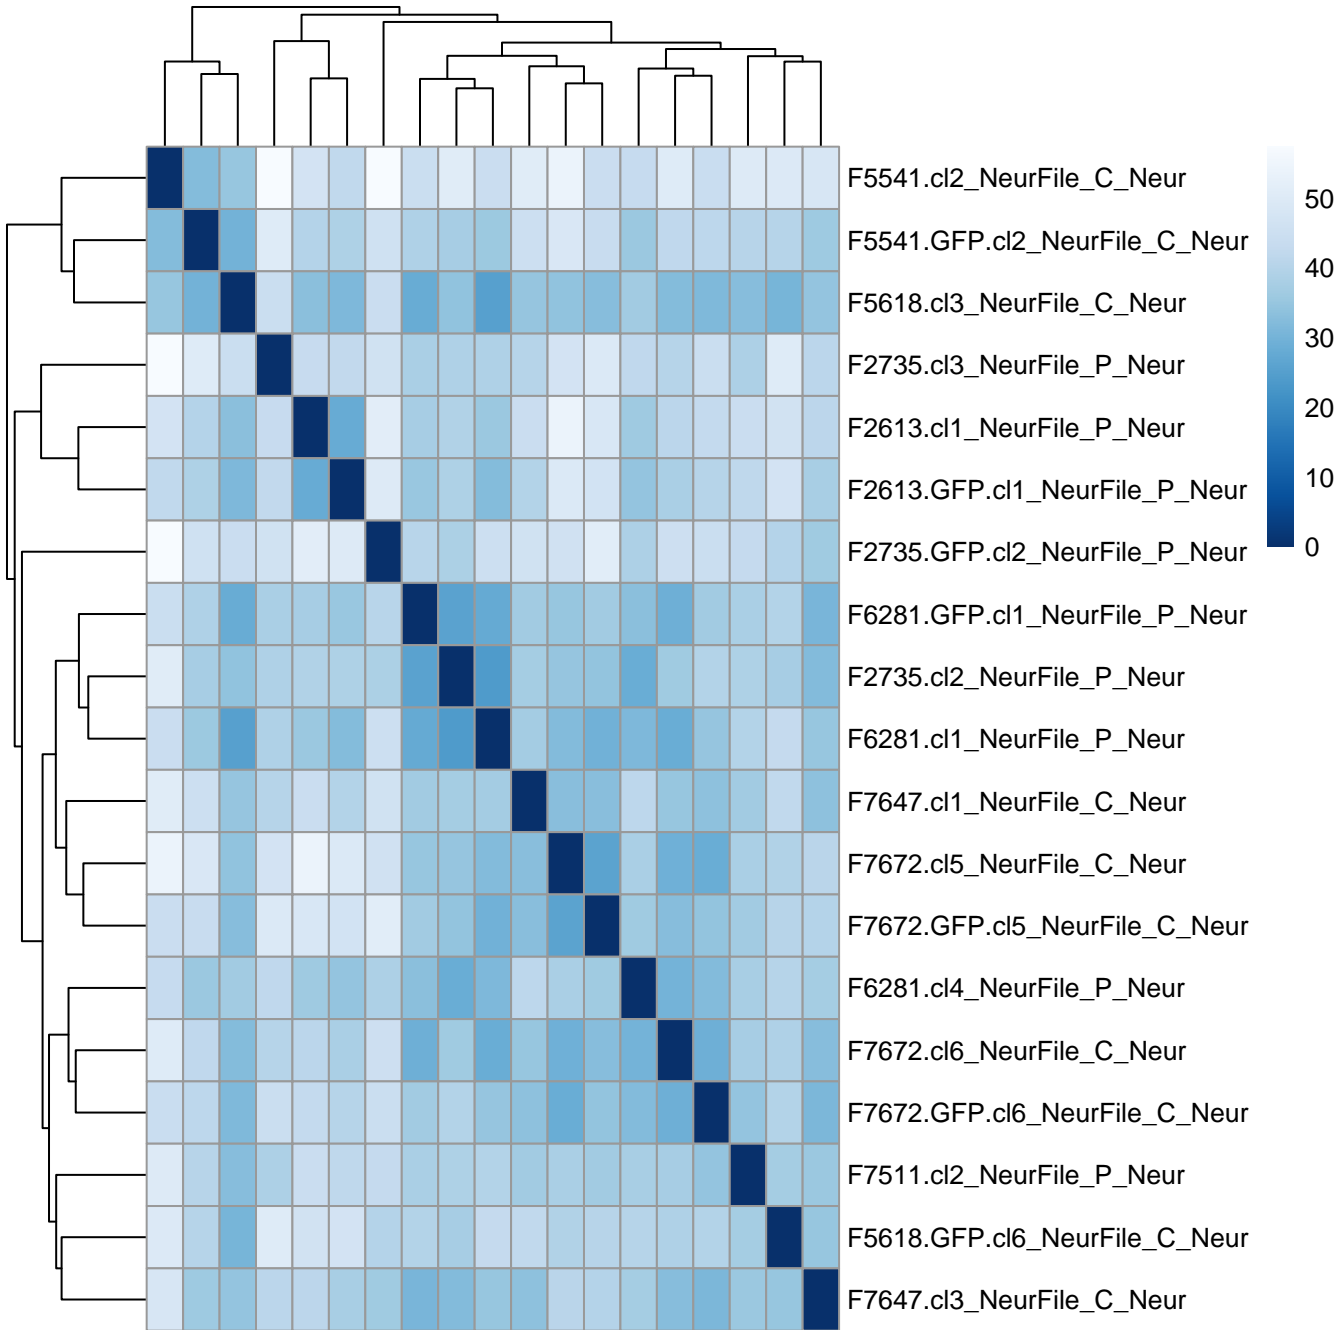 F5541.cl2_NeurFile_C_Neur
F5541.GFP.cl2_NeurFile_C_Neur
F5618.cl3_NeurFile_C_Neur
F2735.cl3_NeurFile_P_Neur
F2613.cl1_NeurFile_P_Neur
F2613.GFP.cl1_NeurFile_P_Neur
F2735.GFP.cl2_NeurFile_P_Neur
F6281.GFP.cl1_NeurFile_P_Neur
F2735.cl2_NeurFile_P_Neur
F6281.cl1_NeurFile_P_Neur
F7647.cl1_NeurFile_C_Neur
F7672.cl5_NeurFile_C_Neur
F7672.GFP.cl5_NeurFile_C_Neur
F6281.cl4_NeurFile_P_Neur
F7672.cl6_NeurFile_C_Neur
F7672.GFP.cl6_NeurFile_C_Neur
F7511.cl2_NeurFile_P_Neur
F5618.GFP.cl6_NeurFile_C_Neur
F7647.cl3_NeurFile_C_Neur
50
40
30
20
10
0